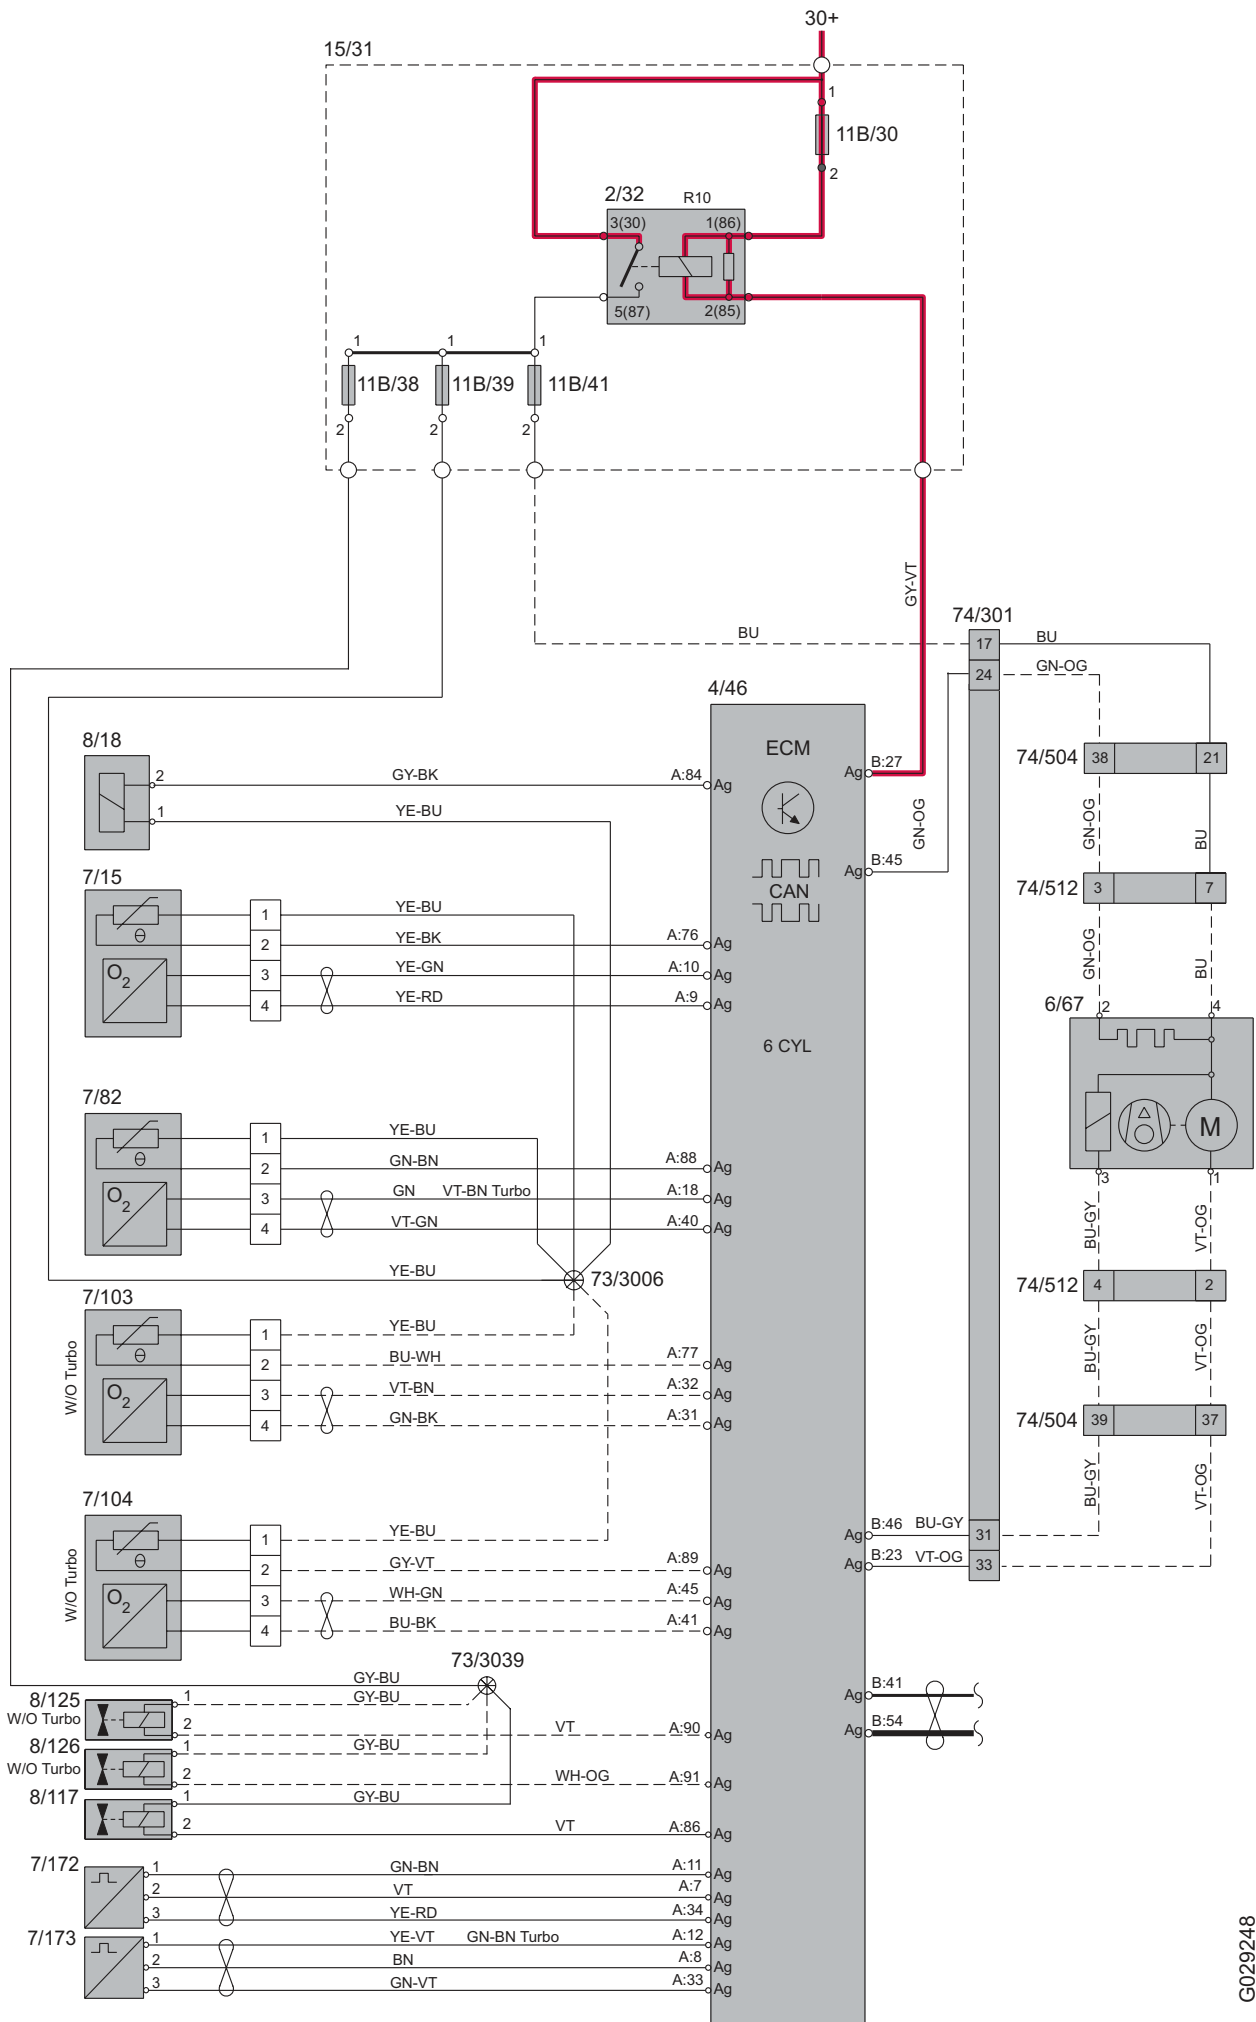 30+
15/31
1
11B/30
2
2/32 R10
3(30) 1(86)
5(87) 2(85)
1 1 1
11B/38 11B/39 11B/41
2 2 2
GY-VT
74/301
BU 17 BU
24 GN-OG
4/46
ECM
8/18
2 GY-BK A:84 Ag
1 YE-BU
Ag B:27
GN-OG
74/504 38 21
GN-OG BU
7/15
1 YE-BU
2 YE-BK A:76 Ag
O2 3 YE-GN A:10 Ag
4 YE-RD A:9 Ag
Θ
CAN
Ag B:45
74/512 3 7
GN-OG BU
6 CYL
6/67 2 4
M
3 1
7/82
1 YE-BU
2 GN-BN A:88 Ag
O2 3 GN VT-BN Turbo A:18 Ag
4 VT-GN A:40 Ag
Θ
BU-GY VT-OG
YE-BU 73/3006
74/512 4 2
7/103
W/O Turbo
1 YE-BU
2 BU-WH A:77 Ag
O2 3 VT-BN A:32 Ag
4 GN-BK A:31 Ag
Θ
BU-GY VT-OG
74/504 39 37
BU-GY VT-OG
7/104
W/O Turbo
1 YE-BU
2 GY-VT A:89 Ag
O2 3 WH-GN A:45 Ag
4 BU-BK A:41 Ag
Θ
Ag B:46 BU-GY 31
Ag B:23 VT-OG 33
73/3039
GY-BU
8/125 1 GY-BU
W/O Turbo
2 VT A:90 Ag
8/126 1 GY-BU
W/O Turbo
2 WH-OG A:91 Ag
8/117 1 GY-BU
2 VT A:86 Ag
Ag B:41
Ag B:54
7/172
1 GN-BN A:11 Ag
2 VT A:7 Ag
3 YE-RD A:34 Ag
7/173
1 YE-VT GN-BN Turbo A:12 Ag
2 BN A:8 Ag
3 GN-VT A:33 Ag
G029248